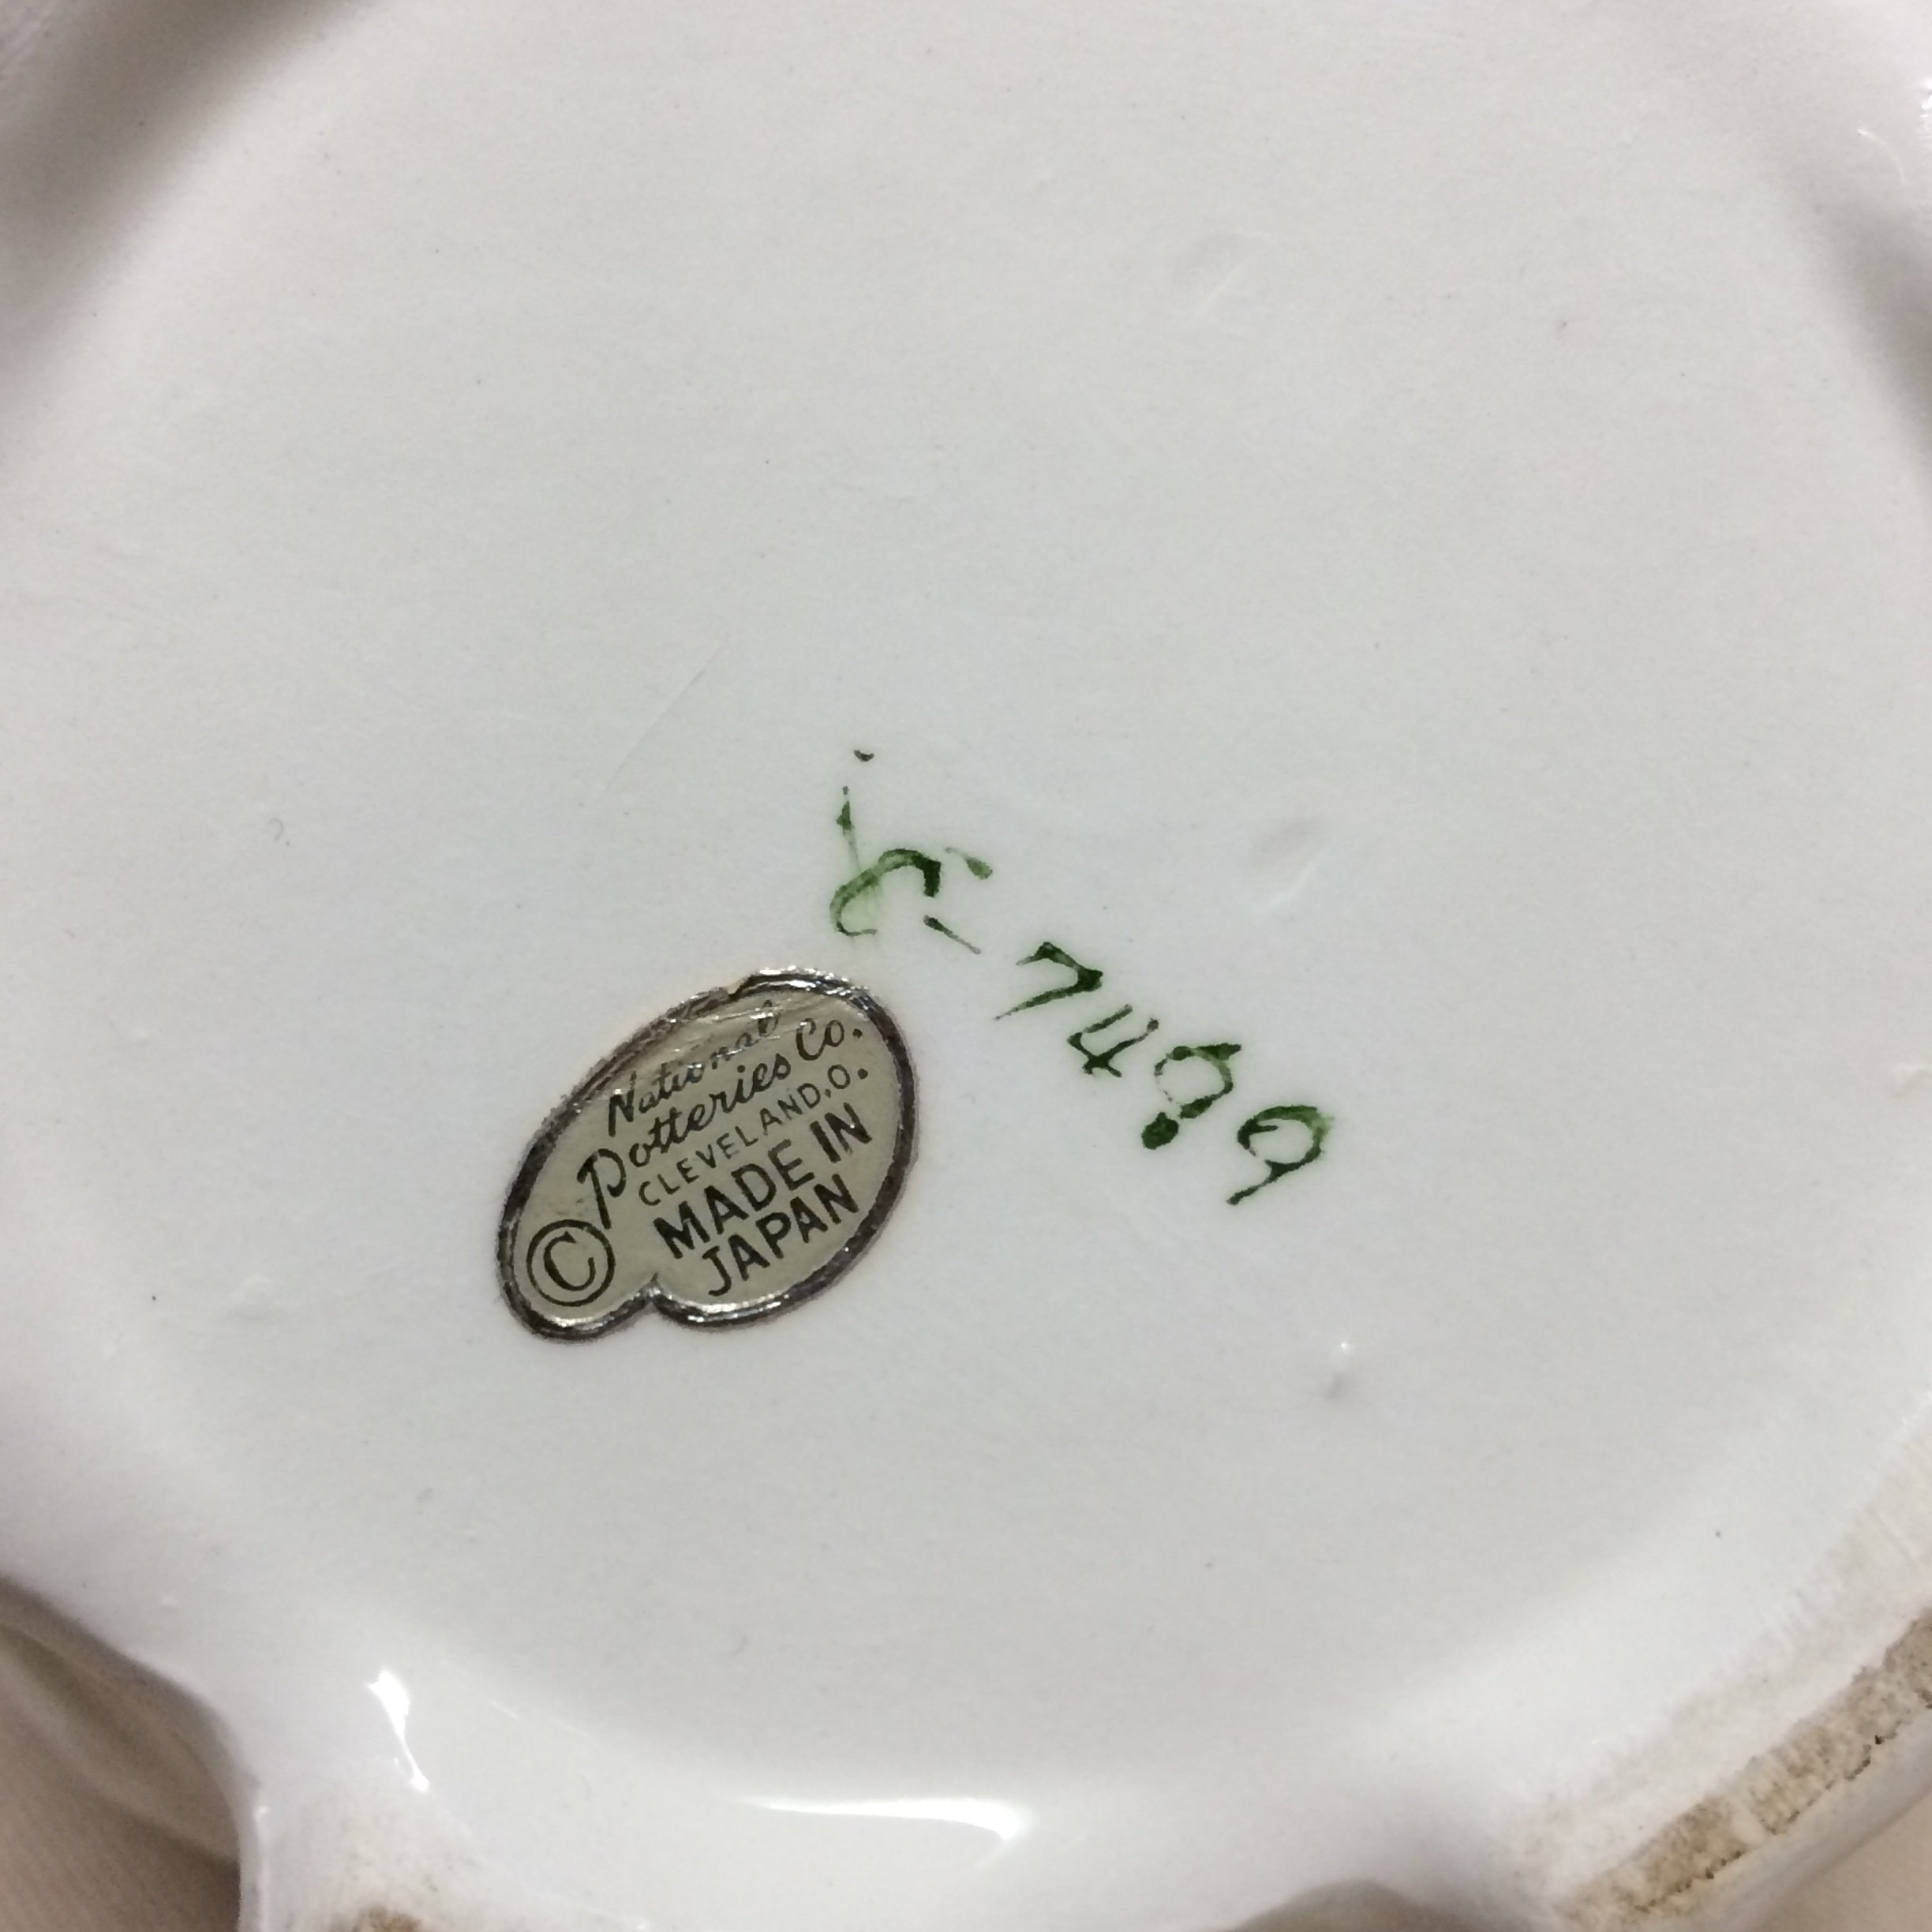 C-7499
National
Potteries Co.
CLEVELAND, O.
MADE IN
JAPAN
©